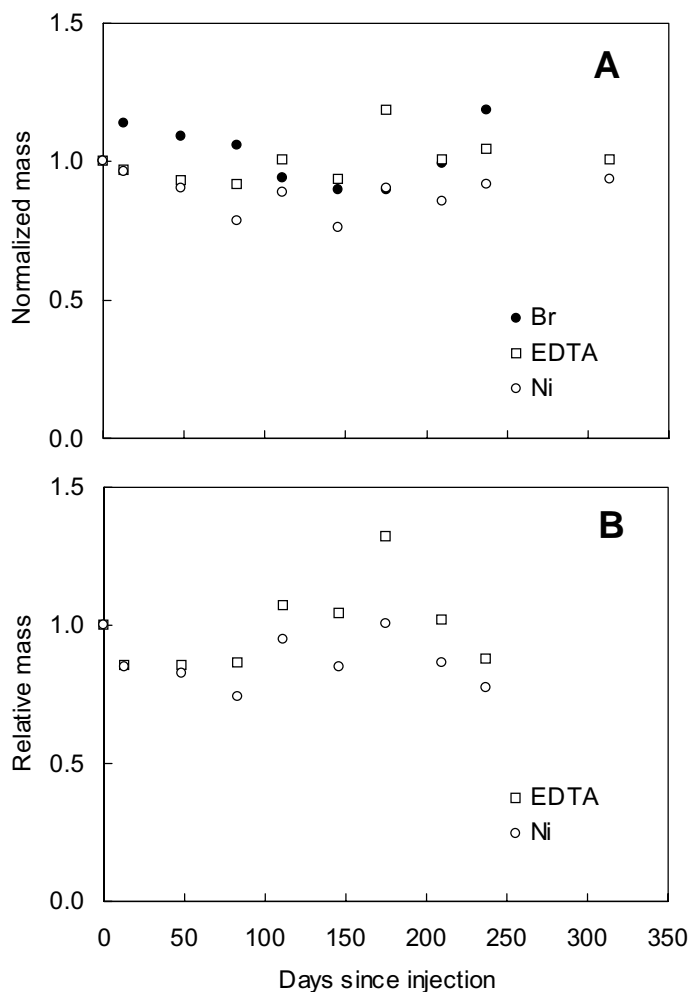 1.5
A
1.0
Normalized mass
0.5
Br
EDTA
Ni
0.0
1.5
B
1.0
Relative mass
0.5
EDTA
Ni
0.0
0 50 100 150 200 250 300 350
Days since injection